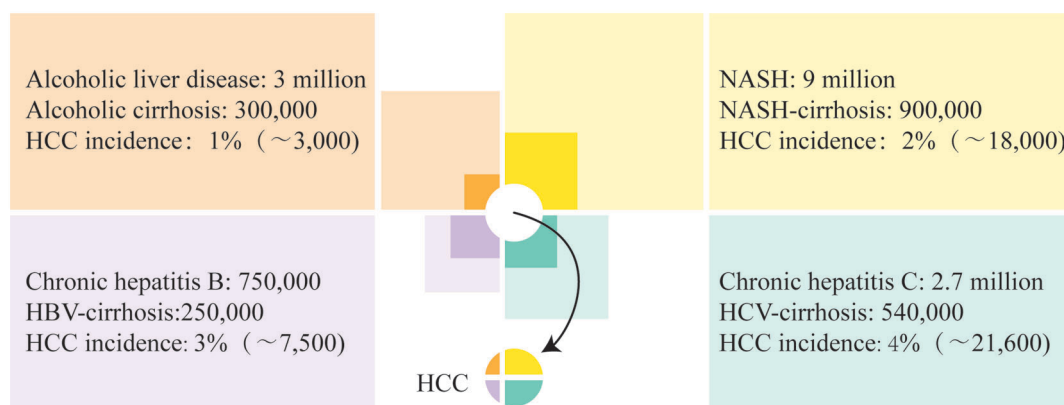 Alcoholic liver disease: 3 million
Alcoholic cirrhosis: 300,000
HCC incidence: 1% (~3,000)
NASH: 9 million
NASH-cirrhosis: 900,000
HCC incidence: 2% (~18,000)
Chronic hepatitis B: 750,000
HBV-cirrhosis:250,000
HCC incidence: 3% (~7,500)
Chronic hepatitis C: 2.7 million
HCV-cirrhosis: 540,000
HCC incidence: 4% (~21,600)
HCC